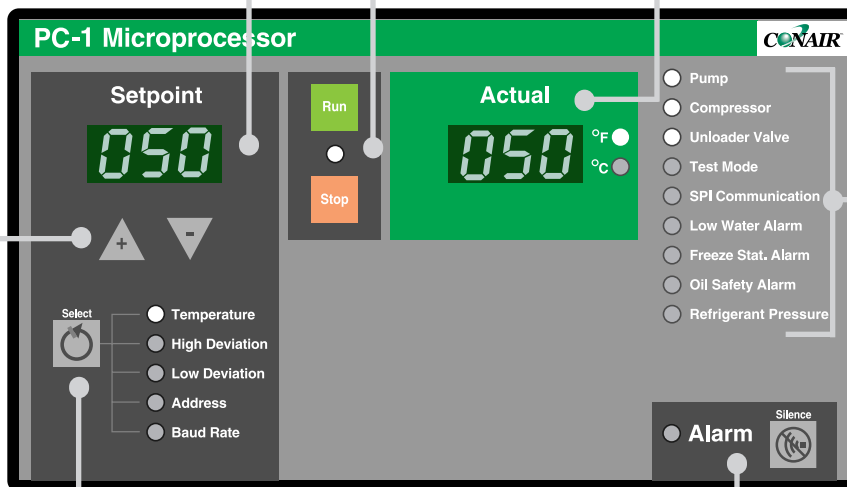 PC-1 Microprocessor
CONAIR
Setpoint
050
+
-
Select
Temperature
High Deviation
Low Deviation
Address
Baud Rate
Run
Stop
Actual
050
°F
°C
Pump
Compressor
Unloader Valve
Test Mode
SPI Communication
Low Water Alarm
Freeze Stat. Alarm
Oil Safety Alarm
Refrigerant Pressure
Alarm
Silence